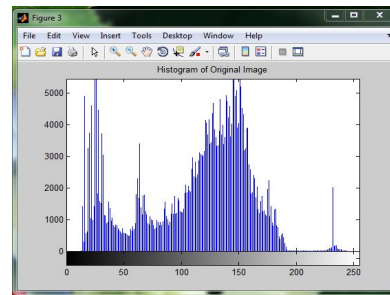 Figure 3
File Edit View Insert Tools Desktop Window Help
Histogram of Original Image
5000
4000
3000
2000
1000
0
0 50 100 150 200 250